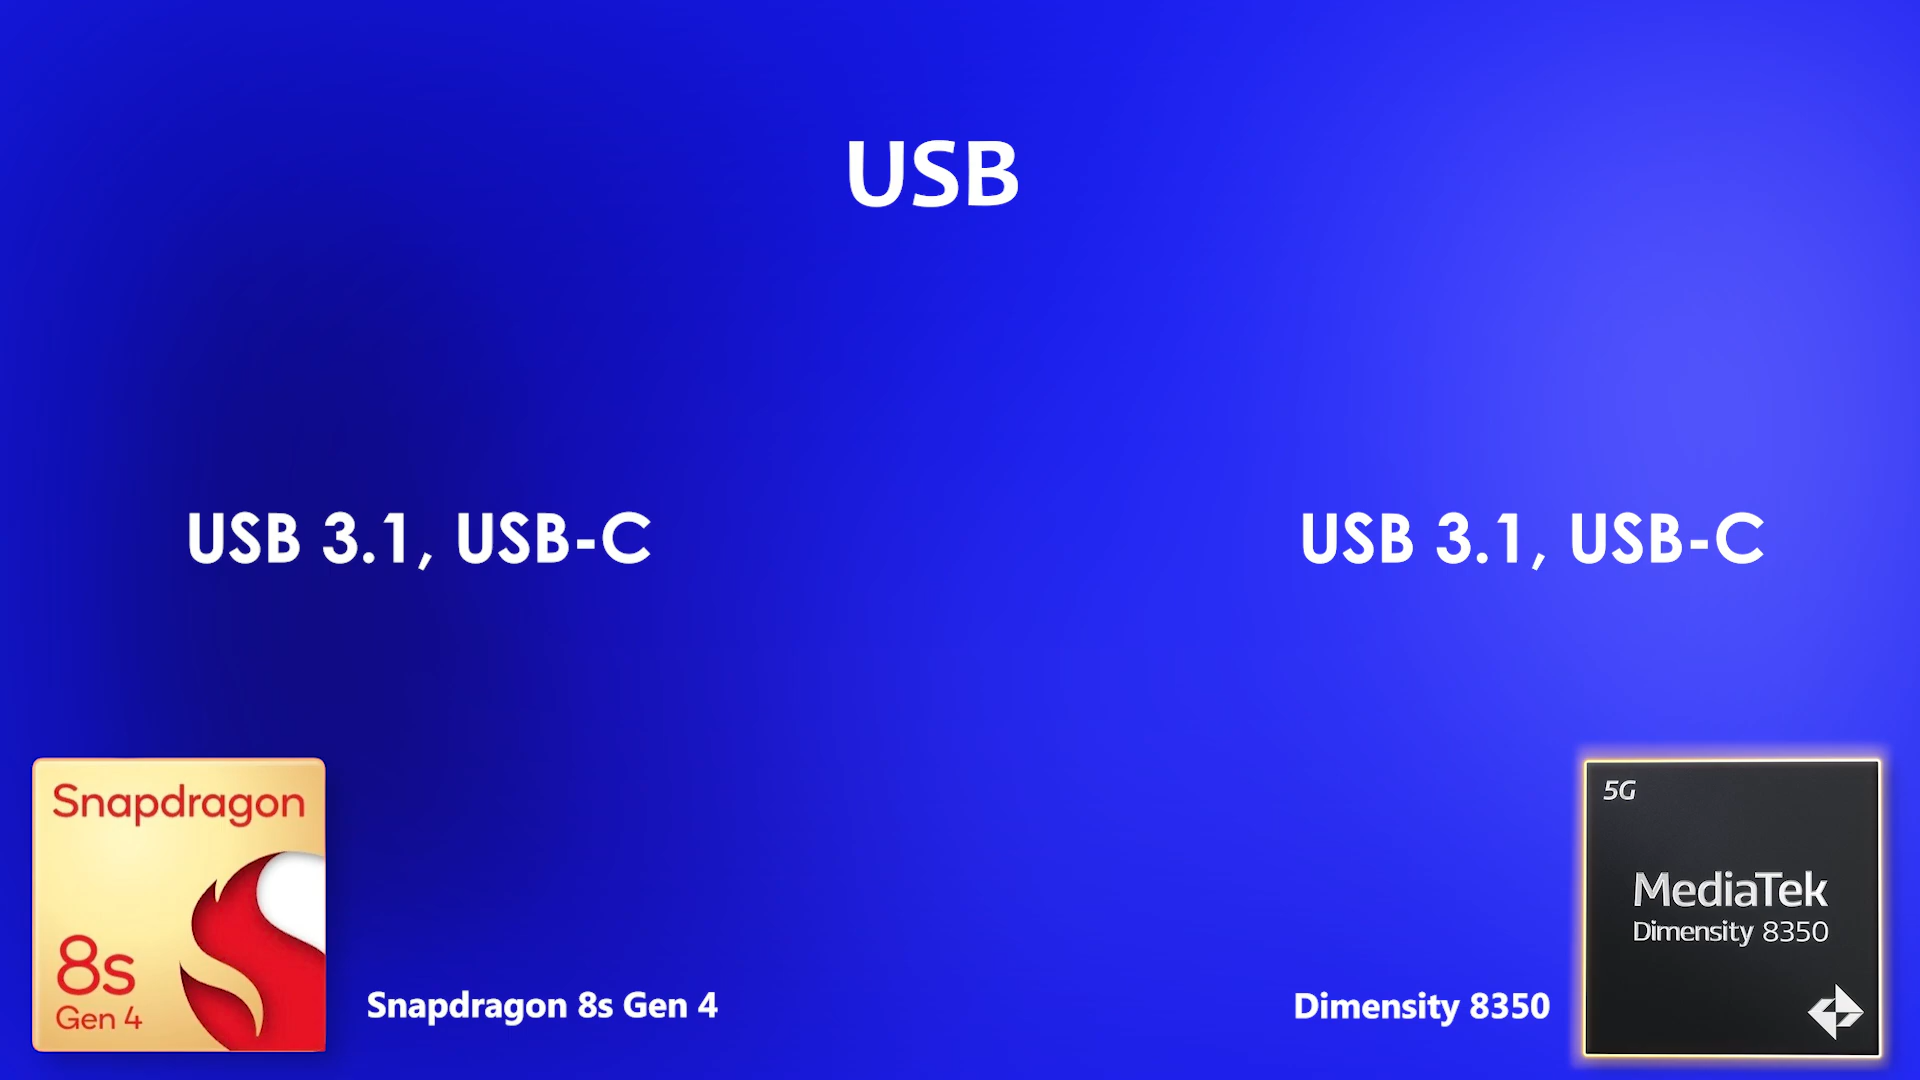 USB
USB 3.1, USB-C
USB 3.1, USB-C
Snapdragon
8s
Gen 4
Snapdragon 8s Gen 4
Dimensity 8350
5G
MediaTek
Dimensity 8350